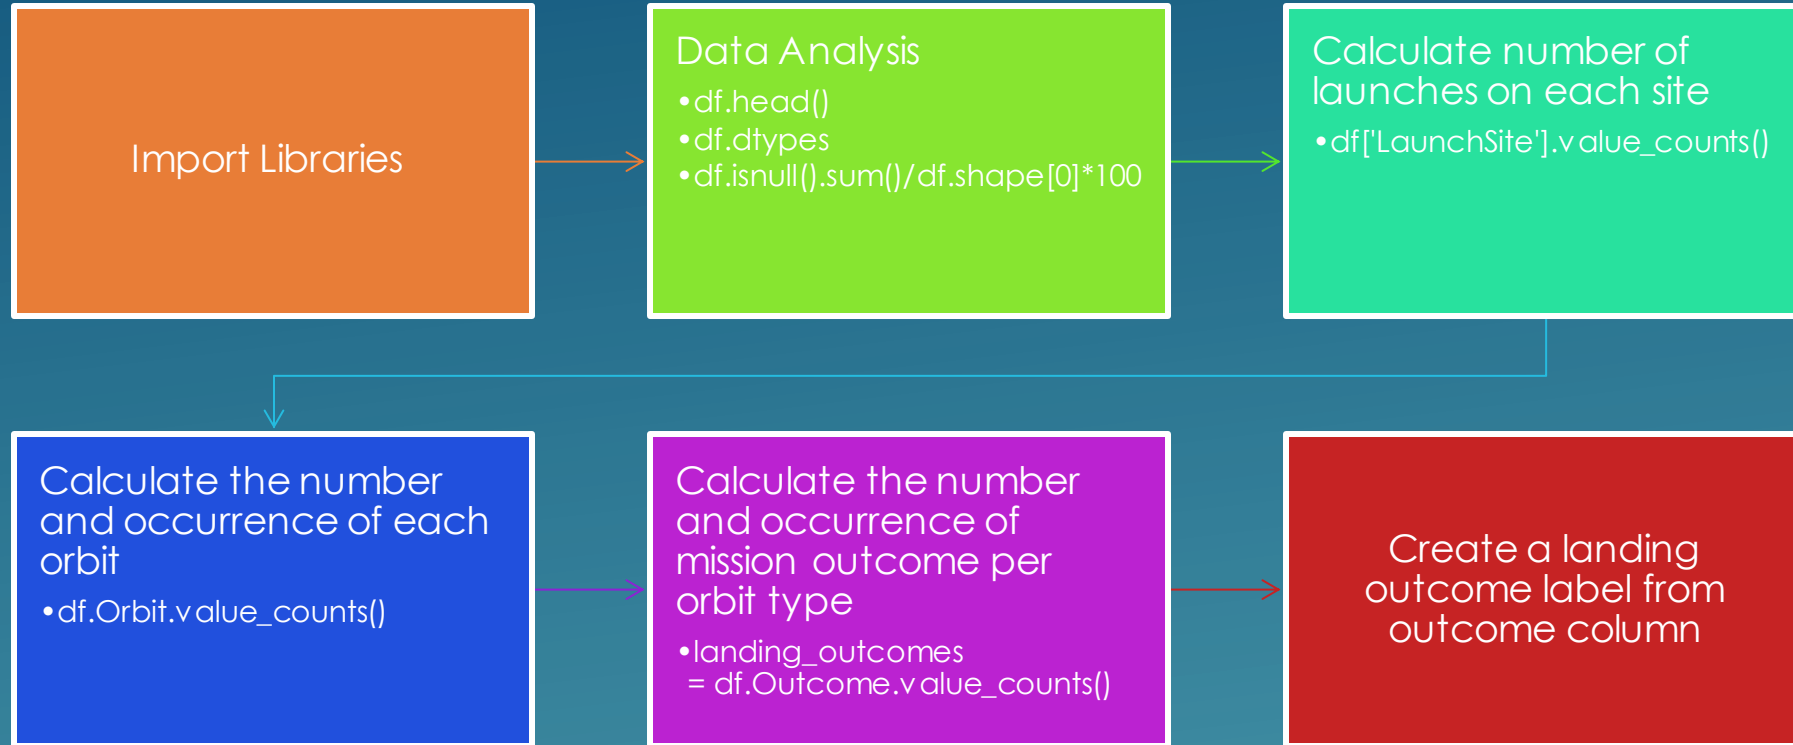 Import Libraries
Data Analysis
•df.head()
•df.dtypes
•df.isnull().sum()/df.shape[0]*100
Calculate number of
launches on each site
•df['LaunchSite'].value_counts()
Calculate the number
and occurrence of each
orbit
•df.Orbit.value_counts()
Calculate the number
and occurrence of
mission outcome per
orbit type
•landing_outcomes
= df.Outcome.value_counts()
Create a landing
outcome label from
outcome column